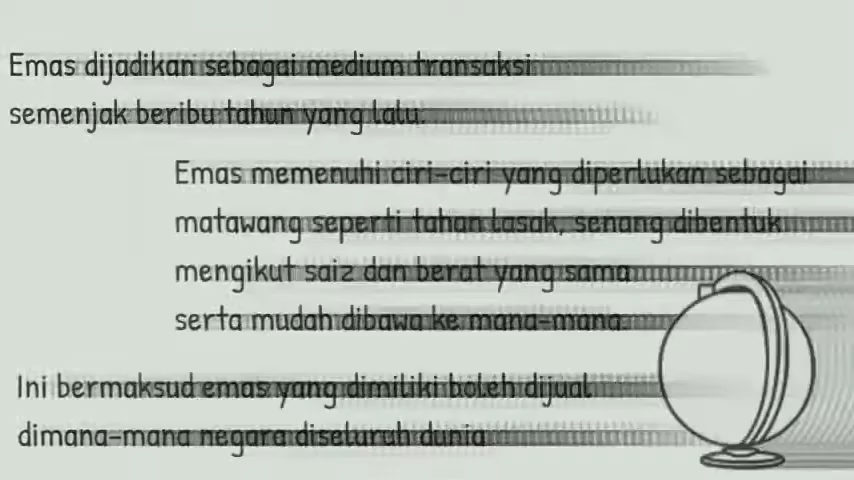 Emas dijadikan sebagai medium transaksi
semenjak beribu tahun yang lalu.
Emas memenuhi ciri-ciri yang diperlukan sebagai
matawang seperti tahan lasak, senang dibentuk
mengikut saiz dan berat yang sama
serta mudah dibawa ke mana-mana.
Ini bermaksud emas yang dimiliki boleh dijual
dimana-mana negara diseluruh dunia